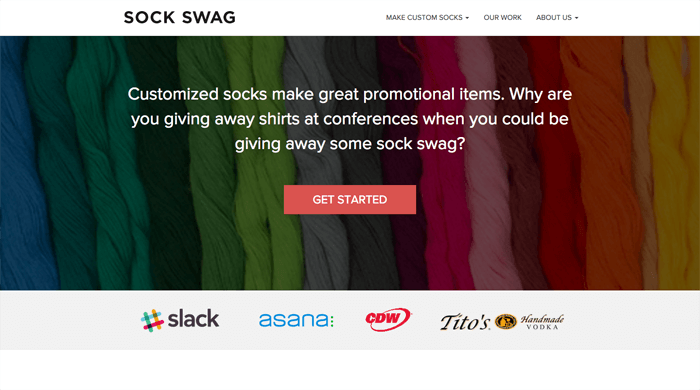 SOCK SWAG
MAKE CUSTOM SOCKS OUR WORK ABOUT US
Customized socks make great promotional items. Why are
you giving away shirts at conferences when you could be
giving away some sock swag?
GET STARTED
slack asana CDW Tito's Handmade
VODKA